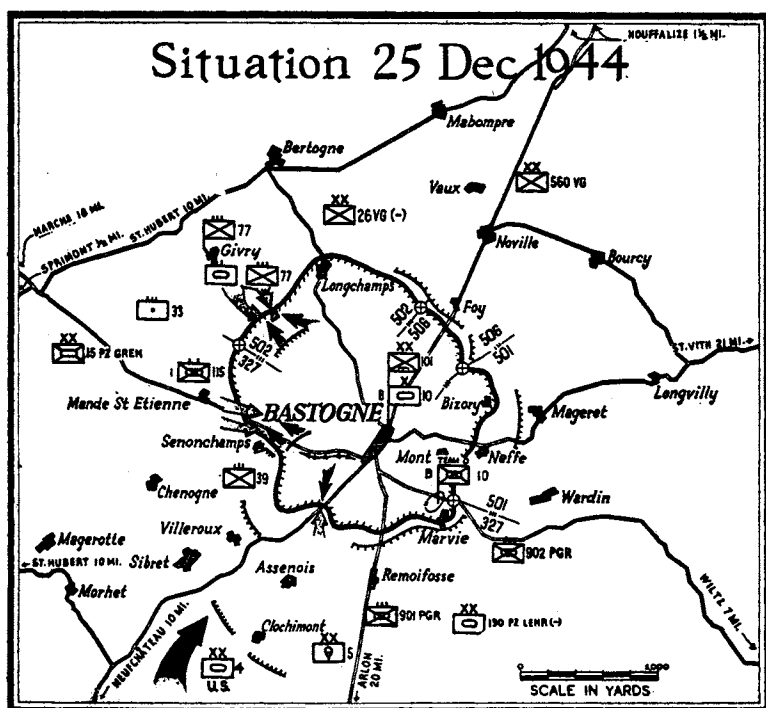 HOUFFALIZE 1½ MI.
Situation 25 Dec 1944
Mabompre
Bertogne
XX
560 VG
Vaux
MARCHE 18 MI.
SPRIMONT ½ MI.
ST. HUBERT 10 MI.
XX
26 VG (-)
77
Givry
77
Noville
Bourcy
Longchamps
33
502
506
Foy
XX
15 PZ GREN
502
327
506
501
ST. VITH 21 MI.
XX
101
I
115
X
B
10
Longvilly
Mande St Etienne
BASTOGNE
Bizory
Mageret
Senonchamps
Mont
TEAM
Neffe
Chenogne
39
B
10
Wardin
501
327
Magerotte
Villeroux
Marvie
ST. HUBERT 10 MI.
Sibret
902 PGR
Assenois
Remoifosse
Morhet
WILTZ 7 MI.
901 PGR
XX
130 PZ LEHR (-)
Clochimont
NEUFCHÂTEAU 10 MI.
XX
4
U.S.
XX
5
ARLON
20 MI.
SCALE IN YARDS